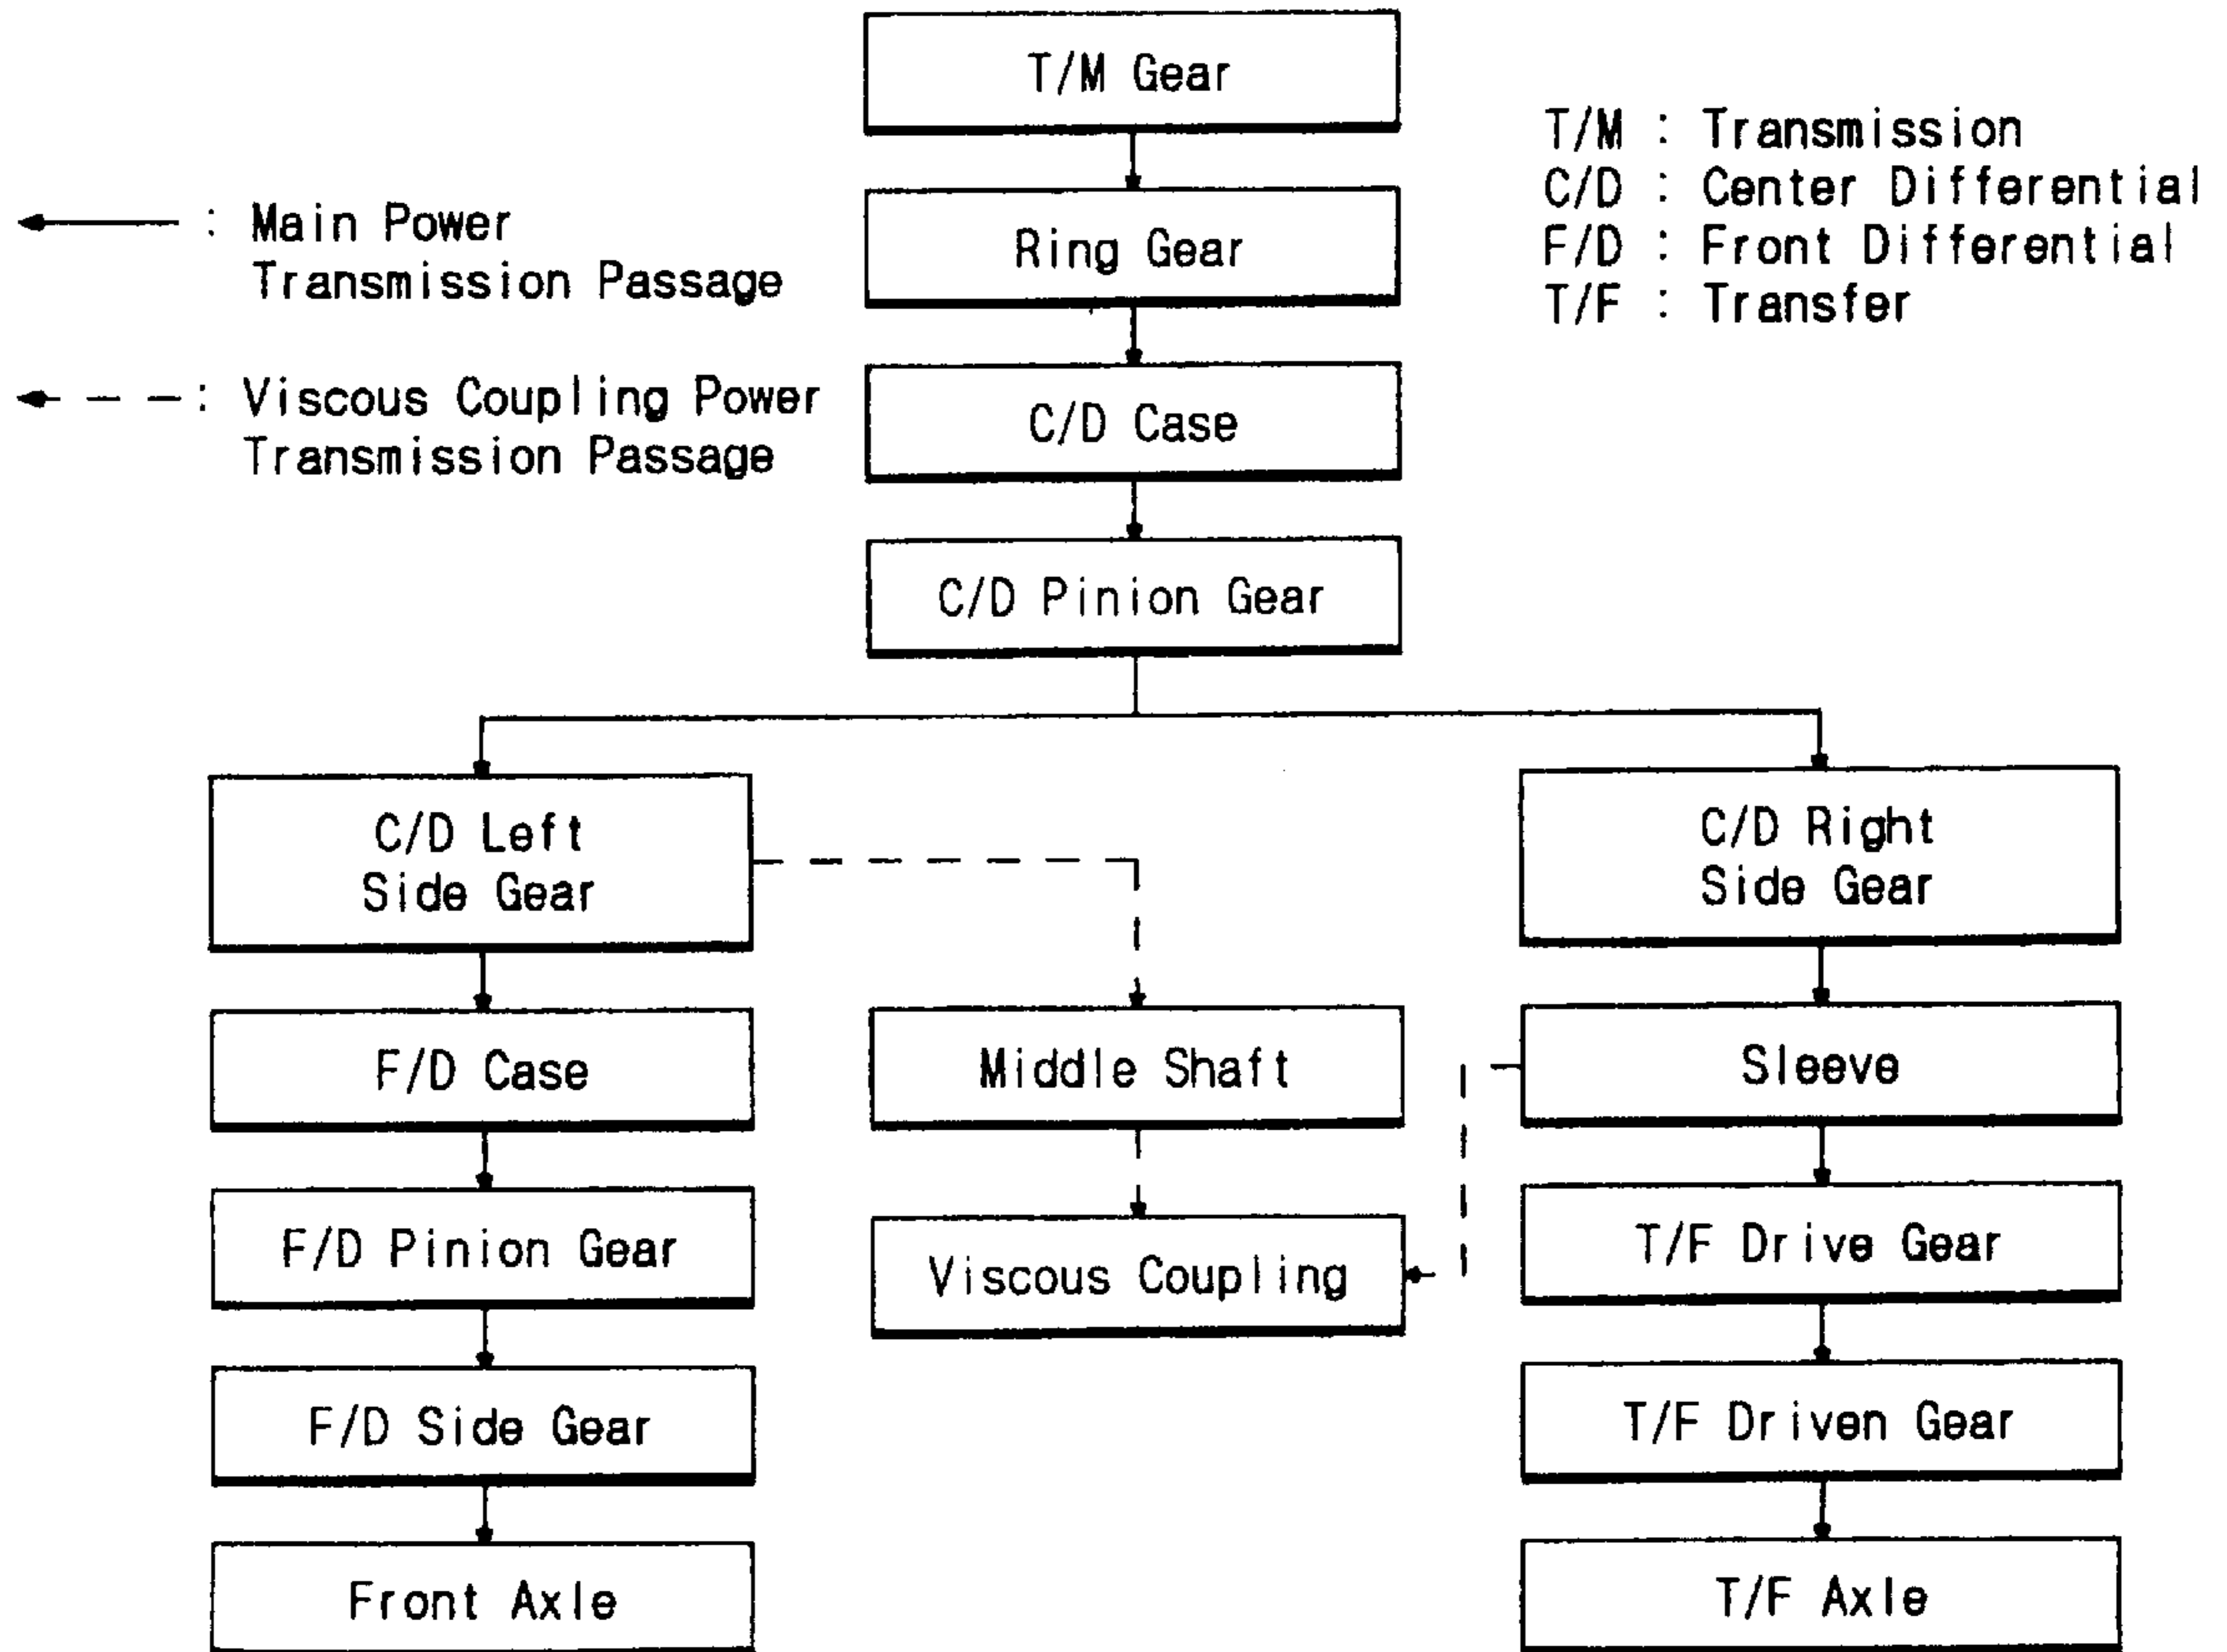 T/M Gear
T/M : Transmission
C/D : Center Differential
F/D : Front Differential
T/F : Transfer
: Main Power
Transmission Passage
Ring Gear
: Viscous Coupling Power
Transmission Passage
C/D Case
C/D Pinion Gear
C/D Left
Side Gear
C/D Right
Side Gear
F/D Case
Middle Shaft
Sleeve
F/D Pinion Gear
Viscous Coupling
T/F Drive Gear
F/D Side Gear
T/F Driven Gear
Front Axle
T/F Axle